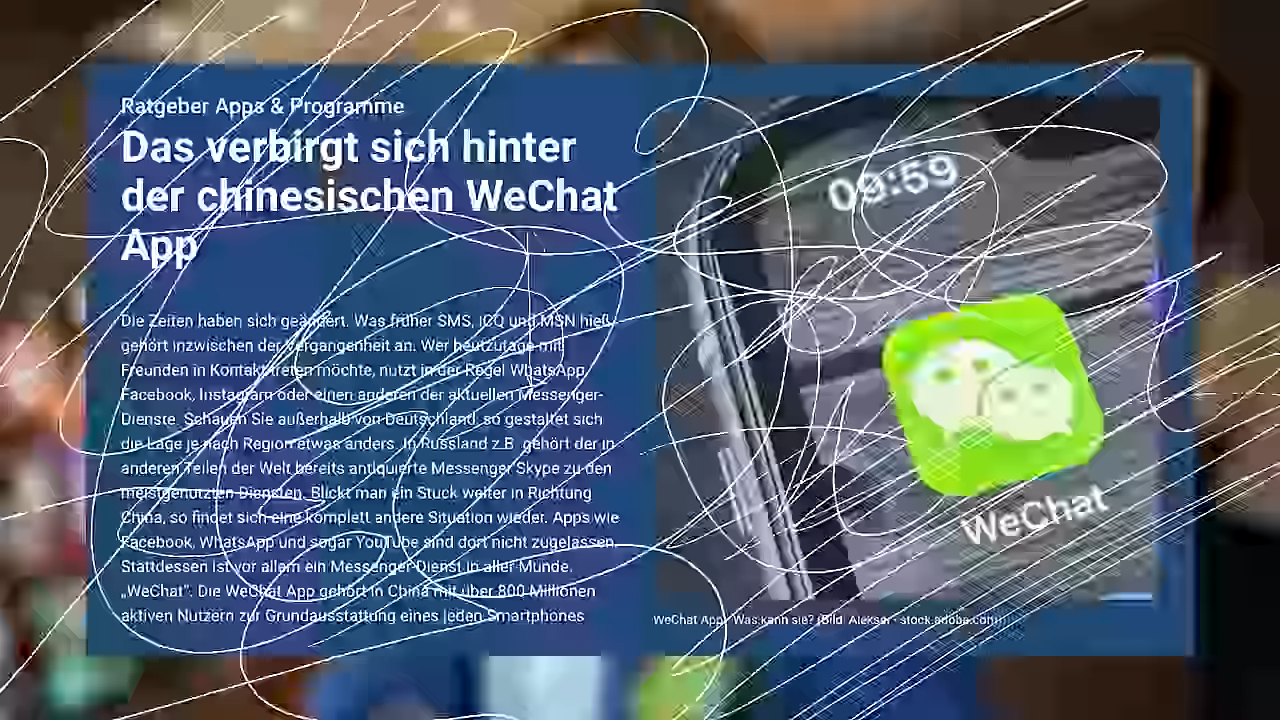 Ratgeber Apps & Programme
Das verbirgt sich hinter
der chinesischen WeChat
App
Die Zeiten haben sich geändert. Was früher SMS, ICQ und MSN hieß,
gehört inzwischen der Vergangenheit an. Wer heutzutage mit
Freunden in Kontakt treten möchte, nutzt in der Regel WhatsApp,
Facebook, Instagram oder einen anderen der aktuellen Messenger-
Dienste. Schauen Sie außerhalb von Deutschland, so gestaltet sich
die Lage je nach Region etwas anders. In Russland z.B. gehört der in
anderen Teilen der Welt bereits antiquierte Messenger Skype zu den
meistgenutzten Diensten. Blickt man ein Stück weiter in Richtung
China, so findet sich eine komplett andere Situation wieder. Apps wie
Facebook, WhatsApp und sogar YouTube sind dort nicht zugelassen.
Stattdessen ist vor allem ein Messenger-Dienst in aller Munde.
„WeChat“. Die WeChat App gehört in China mit über 800 Millionen
aktiven Nutzern zur Grundausstattung eines jeden Smartphones
09:59
WeChat
WeChat App - Was kann sie? (Bild: Aleksei - stock.adobe.com)